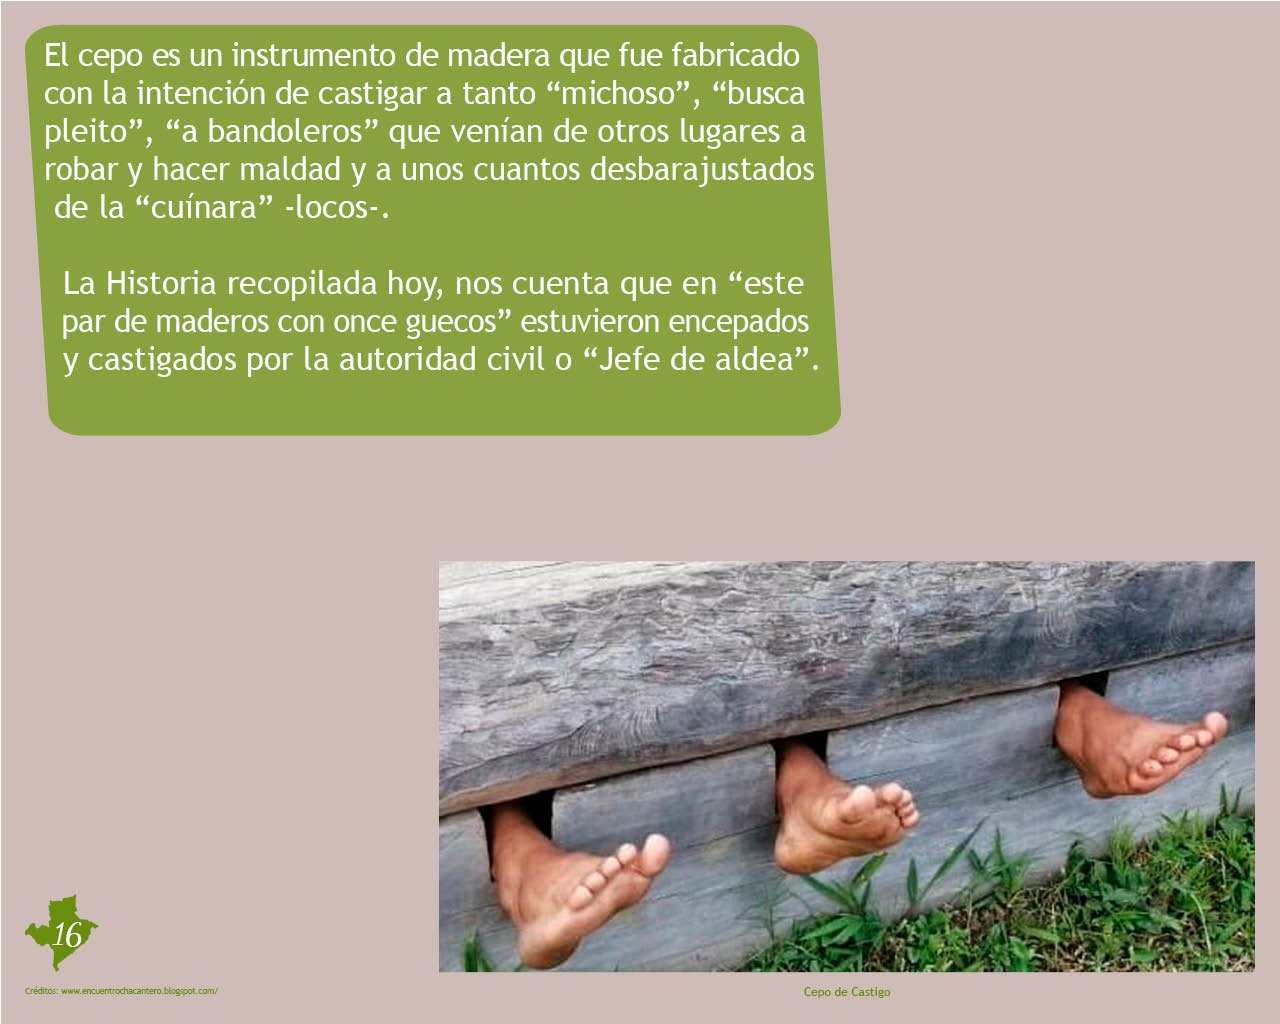 El cepo es un instrumento de madera que fue fabricado
con la intención de castigar a tanto “michoso”, “busca
pleito”, “a bandoleros” que venían de otros lugares a
robar y hacer maldad y a unos cuantos desbarajustados
de la “cuínara” -locos-.
La Historia recopilada hoy, nos cuenta que en “este
par de maderos con once guecos” estuvieron encepados
y castigados por la autoridad civil o “Jefe de aldea”.
16
Créditos: www.encuentrochacantero.blogspot.com/
Cepo de Castigo